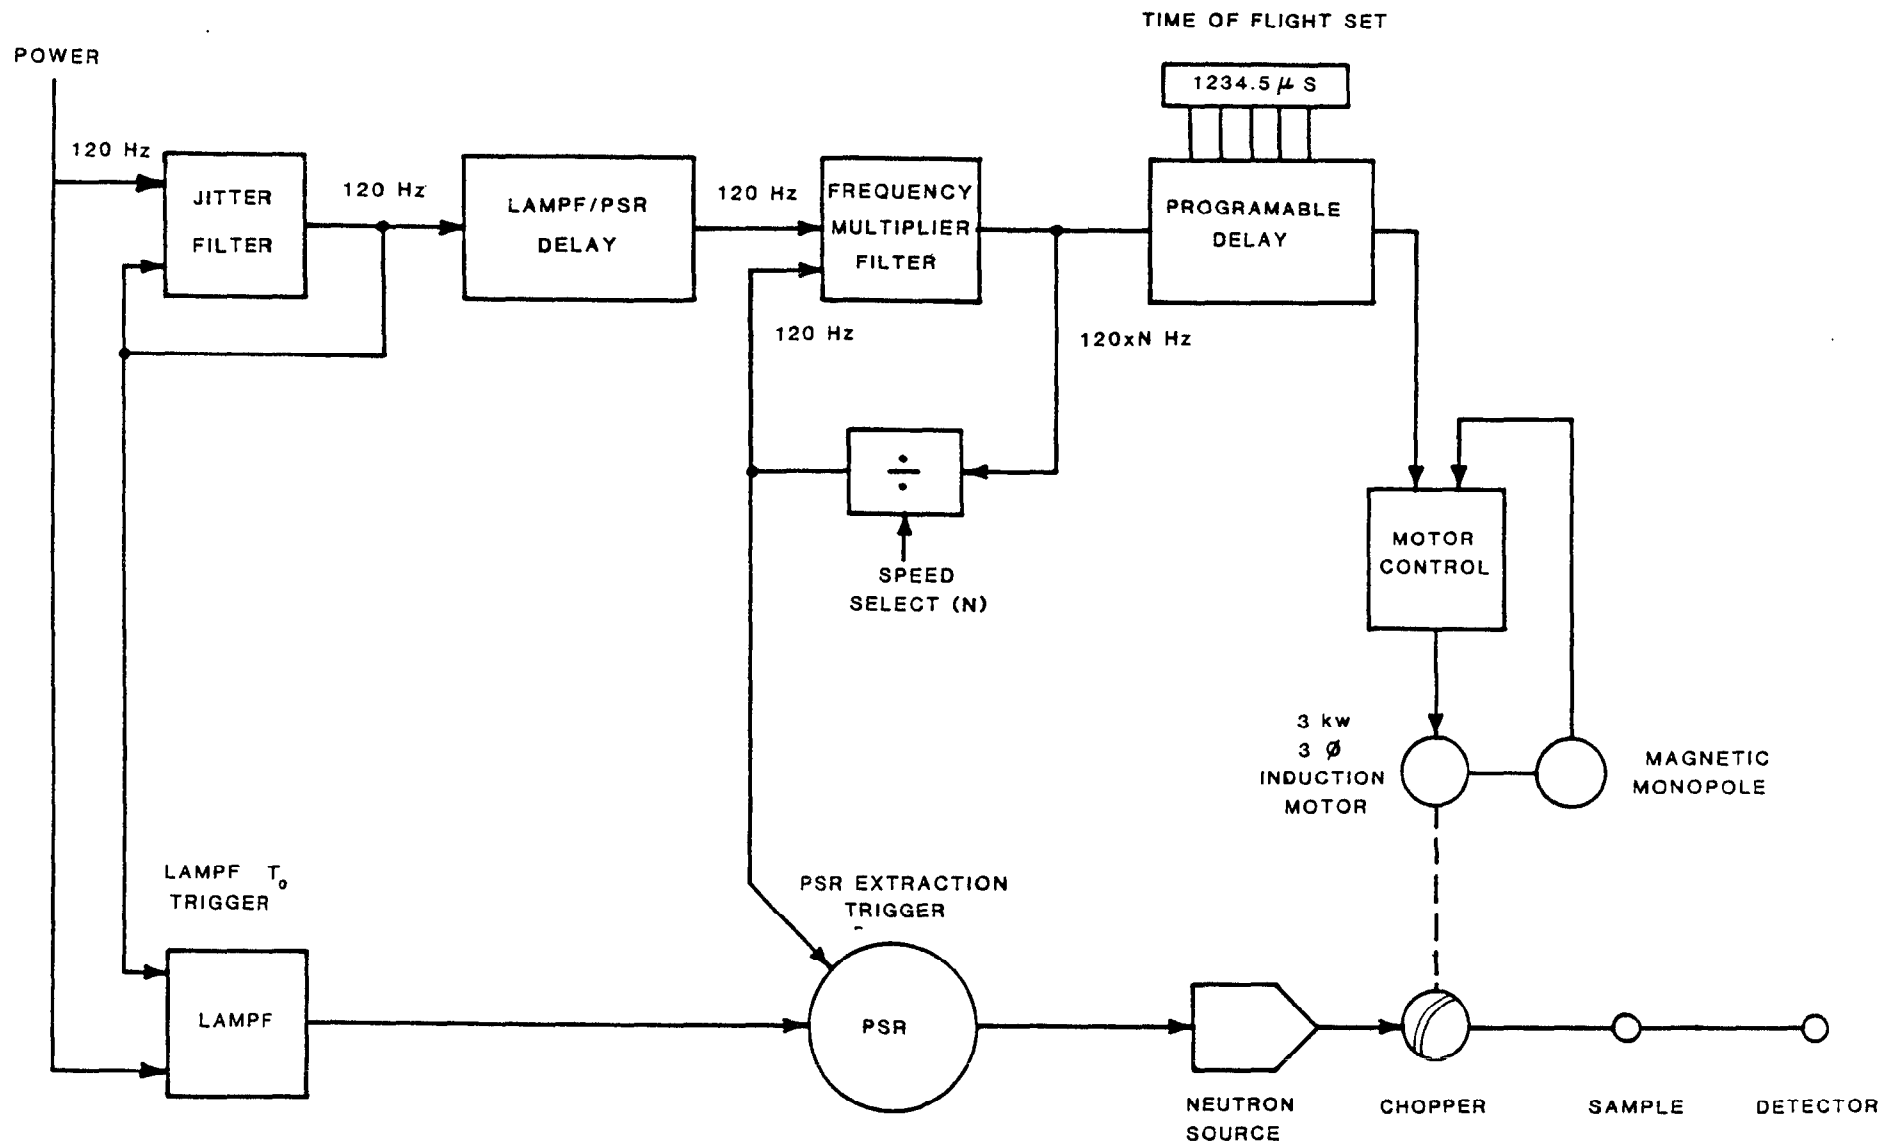 TIME OF FLIGHT SET
POWER
1234.5 μ S
120 Hz
JITTER
FILTER
120 Hz
LAMPF/PSR
DELAY
120 Hz
FREQUENCY
MULTIPLIER
FILTER
PROGRAMABLE
DELAY
120 Hz
120xN Hz
÷
SPEED
SELECT (N)
MOTOR
CONTROL
3 kw
3 Ø
INDUCTION
MOTOR
MAGNETIC
MONOPOLE
LAMPF T₀
TRIGGER
PSR EXTRACTION
TRIGGER
LAMPF
PSR
NEUTRON
SOURCE
CHOPPER
SAMPLE
DETECTOR